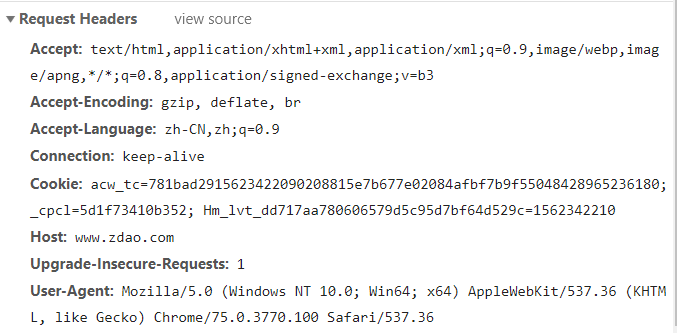 Request Headers view source
Accept: text/html,application/xhtml+xml,application/xml;q=0.9,image/webp,imag
e/apng,*/*;q=0.8,application/signed-exchange;v=b3
Accept-Encoding: gzip, deflate, br
Accept-Language: zh-CN,zh;q=0.9
Connection: keep-alive
Cookie: acw_tc=781bad2915623422090208815e7b677e02084afbf7b9f55048428965236180;
_cpcl=5d1f73410b352; Hm_lvt_dd717aa780606579d5c95d7bf64d529c=1562342210
Host: www.zdao.com
Upgrade-Insecure-Requests: 1
User-Agent: Mozilla/5.0 (Windows NT 10.0; Win64; x64) AppleWebKit/537.36 (KHTM
L, like Gecko) Chrome/75.0.3770.100 Safari/537.36